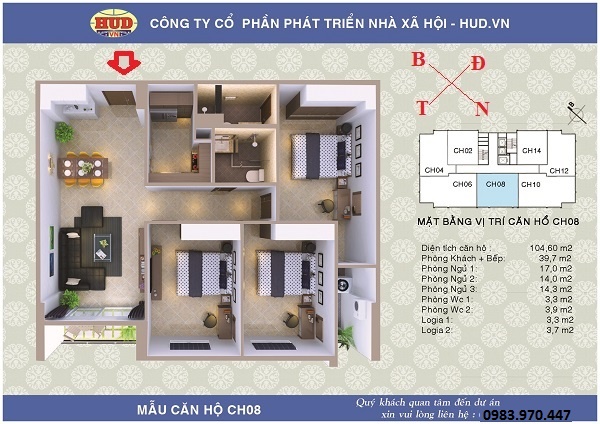 HUD
VN
CÔNG TY CỔ PHẦN PHÁT TRIỂN NHÀ XÃ HỘI - HUD.VN
B Đ
T N
B
CH02 CH14
CH04 CH12
CH06 CH08 CH10
MẶT BẰNG VỊ TRÍ CĂN HỔ CH08
Diện tích căn hộ : 104,60 m2
Phòng Khách + Bếp: 39,7 m2
Phòng Ngủ 1: 17,0 m2
Phòng Ngủ 2: 14,0 m2
Phòng Ngủ 3: 14,3 m2
Phòng Wc 1: 3,3 m2
Phòng Wc 2: 3,9 m2
Logia 1: 3,3 m2
Logia 2: 3,7 m2
MẪU CĂN HỘ CH08
Quý khách quan tâm đến dự án
xin vui lòng liên hệ : 0983.970.447